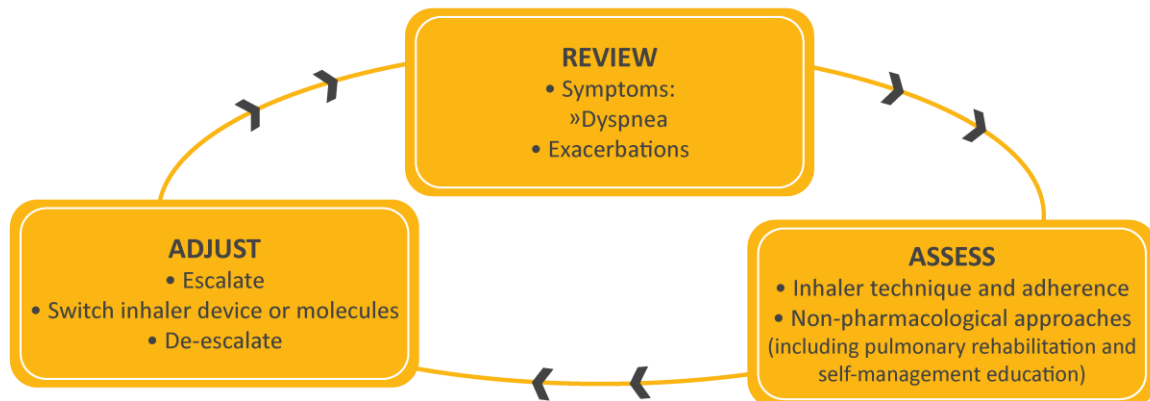 REVIEW
• Symptoms:
»Dyspnea
• Exacerbations
ADJUST
• Escalate
• Switch inhaler device or molecules
• De-escalate
ASSESS
• Inhaler technique and adherence
• Non-pharmacological approaches
(including pulmonary rehabilitation and
self-management education)